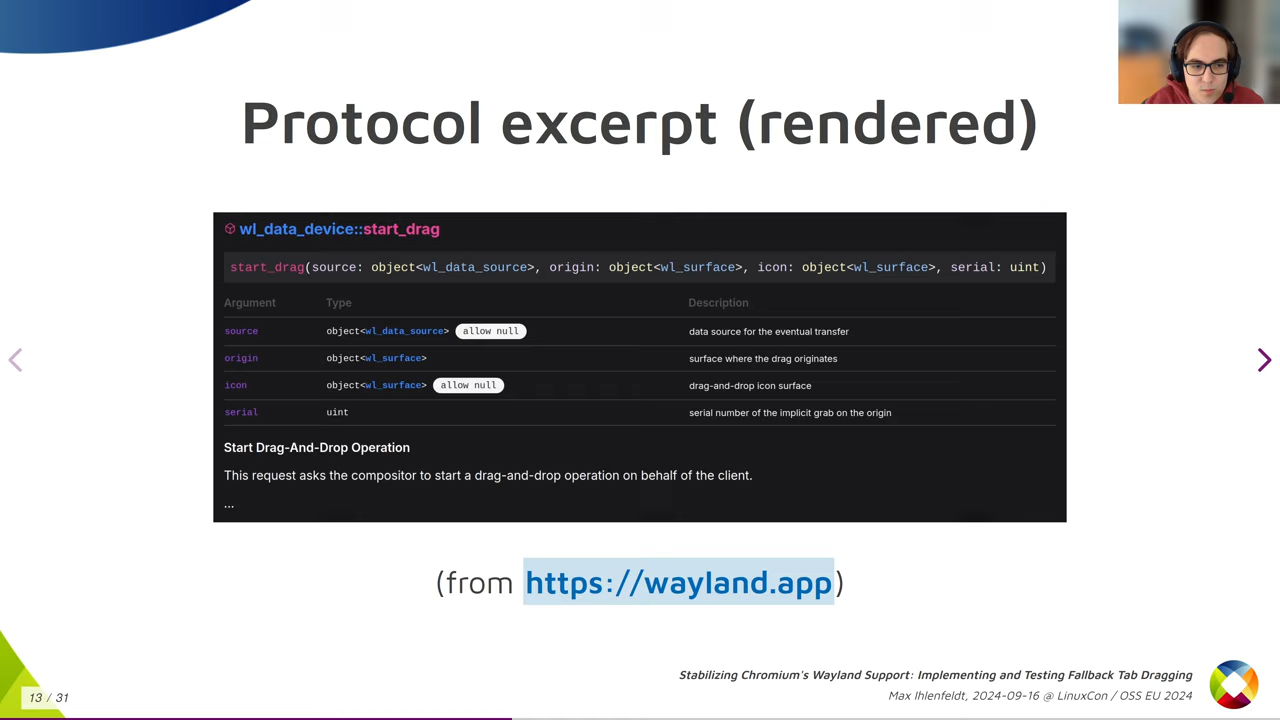 Protocol excerpt (rendered)
wl_data_device::start_drag
start_drag(source: object<wl_data_source>, origin: object<wl_surface>, icon: object<wl_surface>, serial: uint)
Argument Type Description
source object<wl_data_source> allow null data source for the eventual transfer
origin object<wl_surface> surface where the drag originates
icon object<wl_surface> allow null drag-and-drop icon surface
serial uint serial number of the implicit grab on the origin
Start Drag-And-Drop Operation
This request asks the compositor to start a drag-and-drop operation on behalf of the client.
...
(from https://wayland.app)
Stabilizing Chromium's Wayland Support: Implementing and Testing Fallback Tab Dragging
13 / 31
Max Ihlenfeldt, 2024-09-16 @ LinuxCon / OSS EU 2024